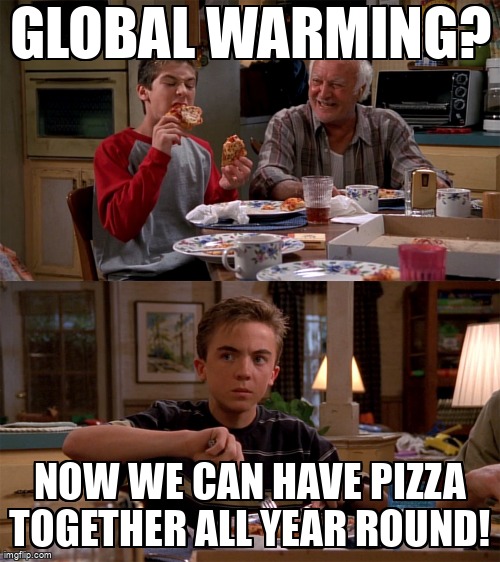 GLOBAL WARMING?
NOW WE CAN HAVE PIZZA
TOGETHER ALL YEAR ROUND!
imgflip.com